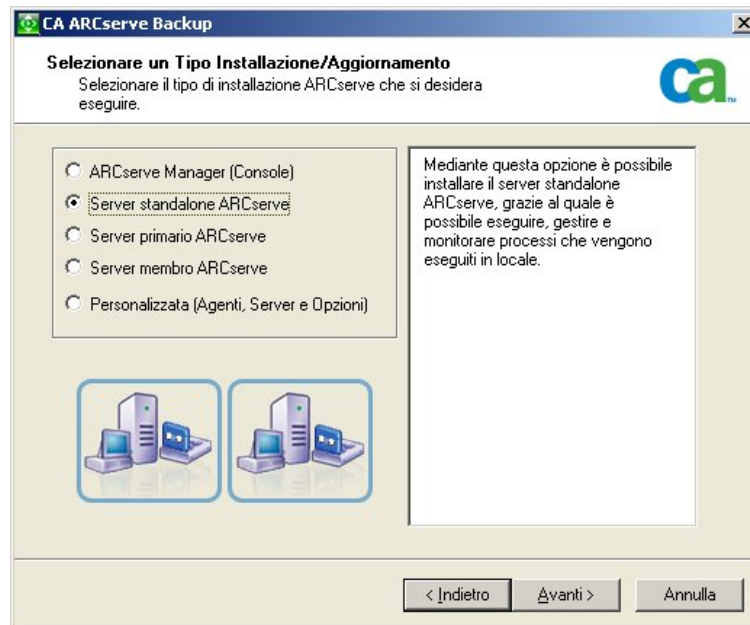 CA ARCserve Backup
Selezionare un Tipo Installazione/Aggiornamento
Selezionare il tipo di installazione ARCserve che si desidera
eseguire.
ca™
ARCserve Manager (Console)
Server standalone ARCserve
Server primario ARCserve
Server membro ARCserve
Personalizzata (Agenti, Server e Opzioni)
Mediante questa opzione è possibile
installare il server standalone
ARCserve, grazie al quale è
possibile eseguire, gestire e
monitorare processi che vengono
eseguiti in locale.
< Indietro
Avanti >
Annulla